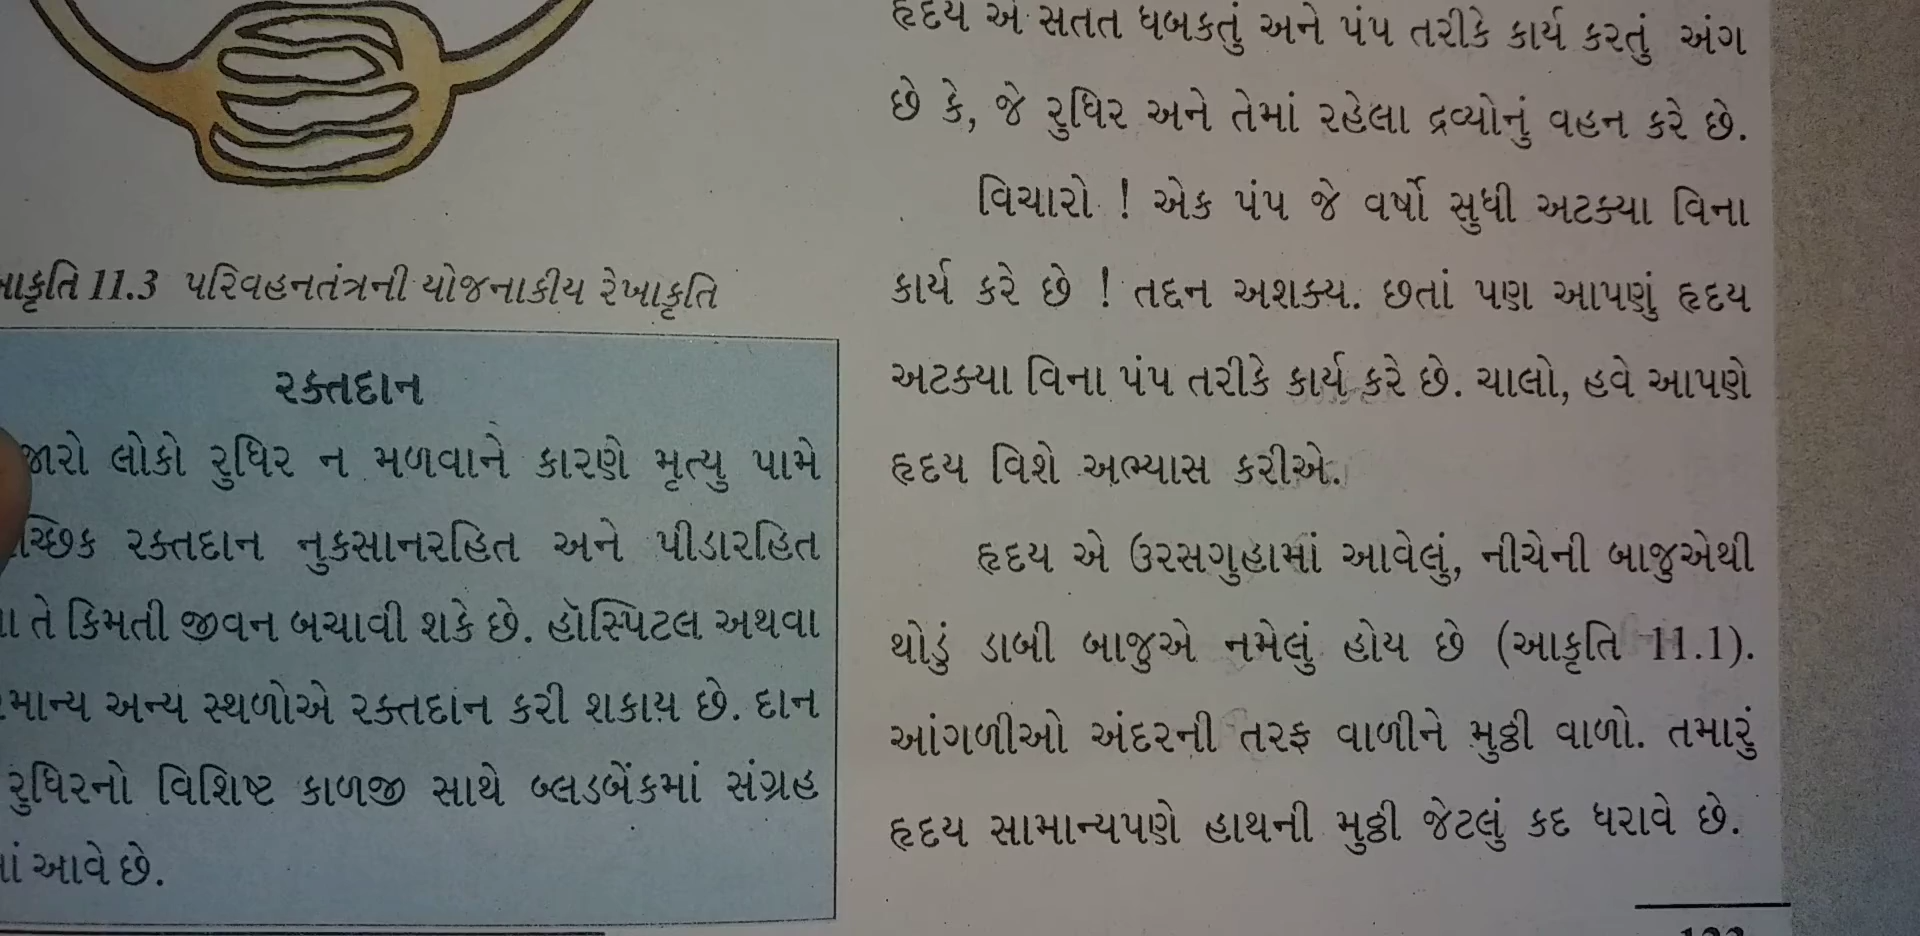 આકૃતિ 11.3 પરિવહનતંત્રની યોજનાકીય રેખાકૃતિ
રક્તદાન
લોકો રુધિર ન મળવાને કારણે મૃત્યુ પામે
રક્તદાન નુકસાનરહિત અને પીડારહિત
તે કિમતી જીવન બચાવી શકે છે. હૉસ્પિટલ અથવા
અન્ય સ્થળોએ રક્તદાન કરી શકાય છે. દાન
રુધિરનો વિશિષ્ટ કાળજી સાથે બ્લડબેંકમાં સંગ્રહ
આવે છે.
હૃદય એ સતત ધબકતું અને પંપ તરીકે કાર્ય કરતું અંગ
છે કે, જે રુધિર અને તેમાં રહેલા દ્રવ્યોનું વહન કરે છે.
વિચારો ! એક પંપ જે વર્ષો સુધી અટક્યા વિના
કાર્ય કરે છે ! તદ્દન અશક્ય. છતાં પણ આપણું હૃદય
અટક્યા વિના પંપ તરીકે કાર્ય કરે છે. ચાલો, હવે આપણે
હૃદય વિશે અભ્યાસ કરીએ.
હૃદય એ ઉરસગુહામાં આવેલું, નીચેની બાજુએથી
થોડું ડાબી બાજુએ નમેલું હોય છે (આકૃતિ 11.1).
આંગળીઓ અંદરની તરફ વાળીને મુઠ્ઠી વાળો. તમારું
હૃદય સામાન્યપણે હાથની મુઠ્ઠી જેટલું કદ ધરાવે છે.